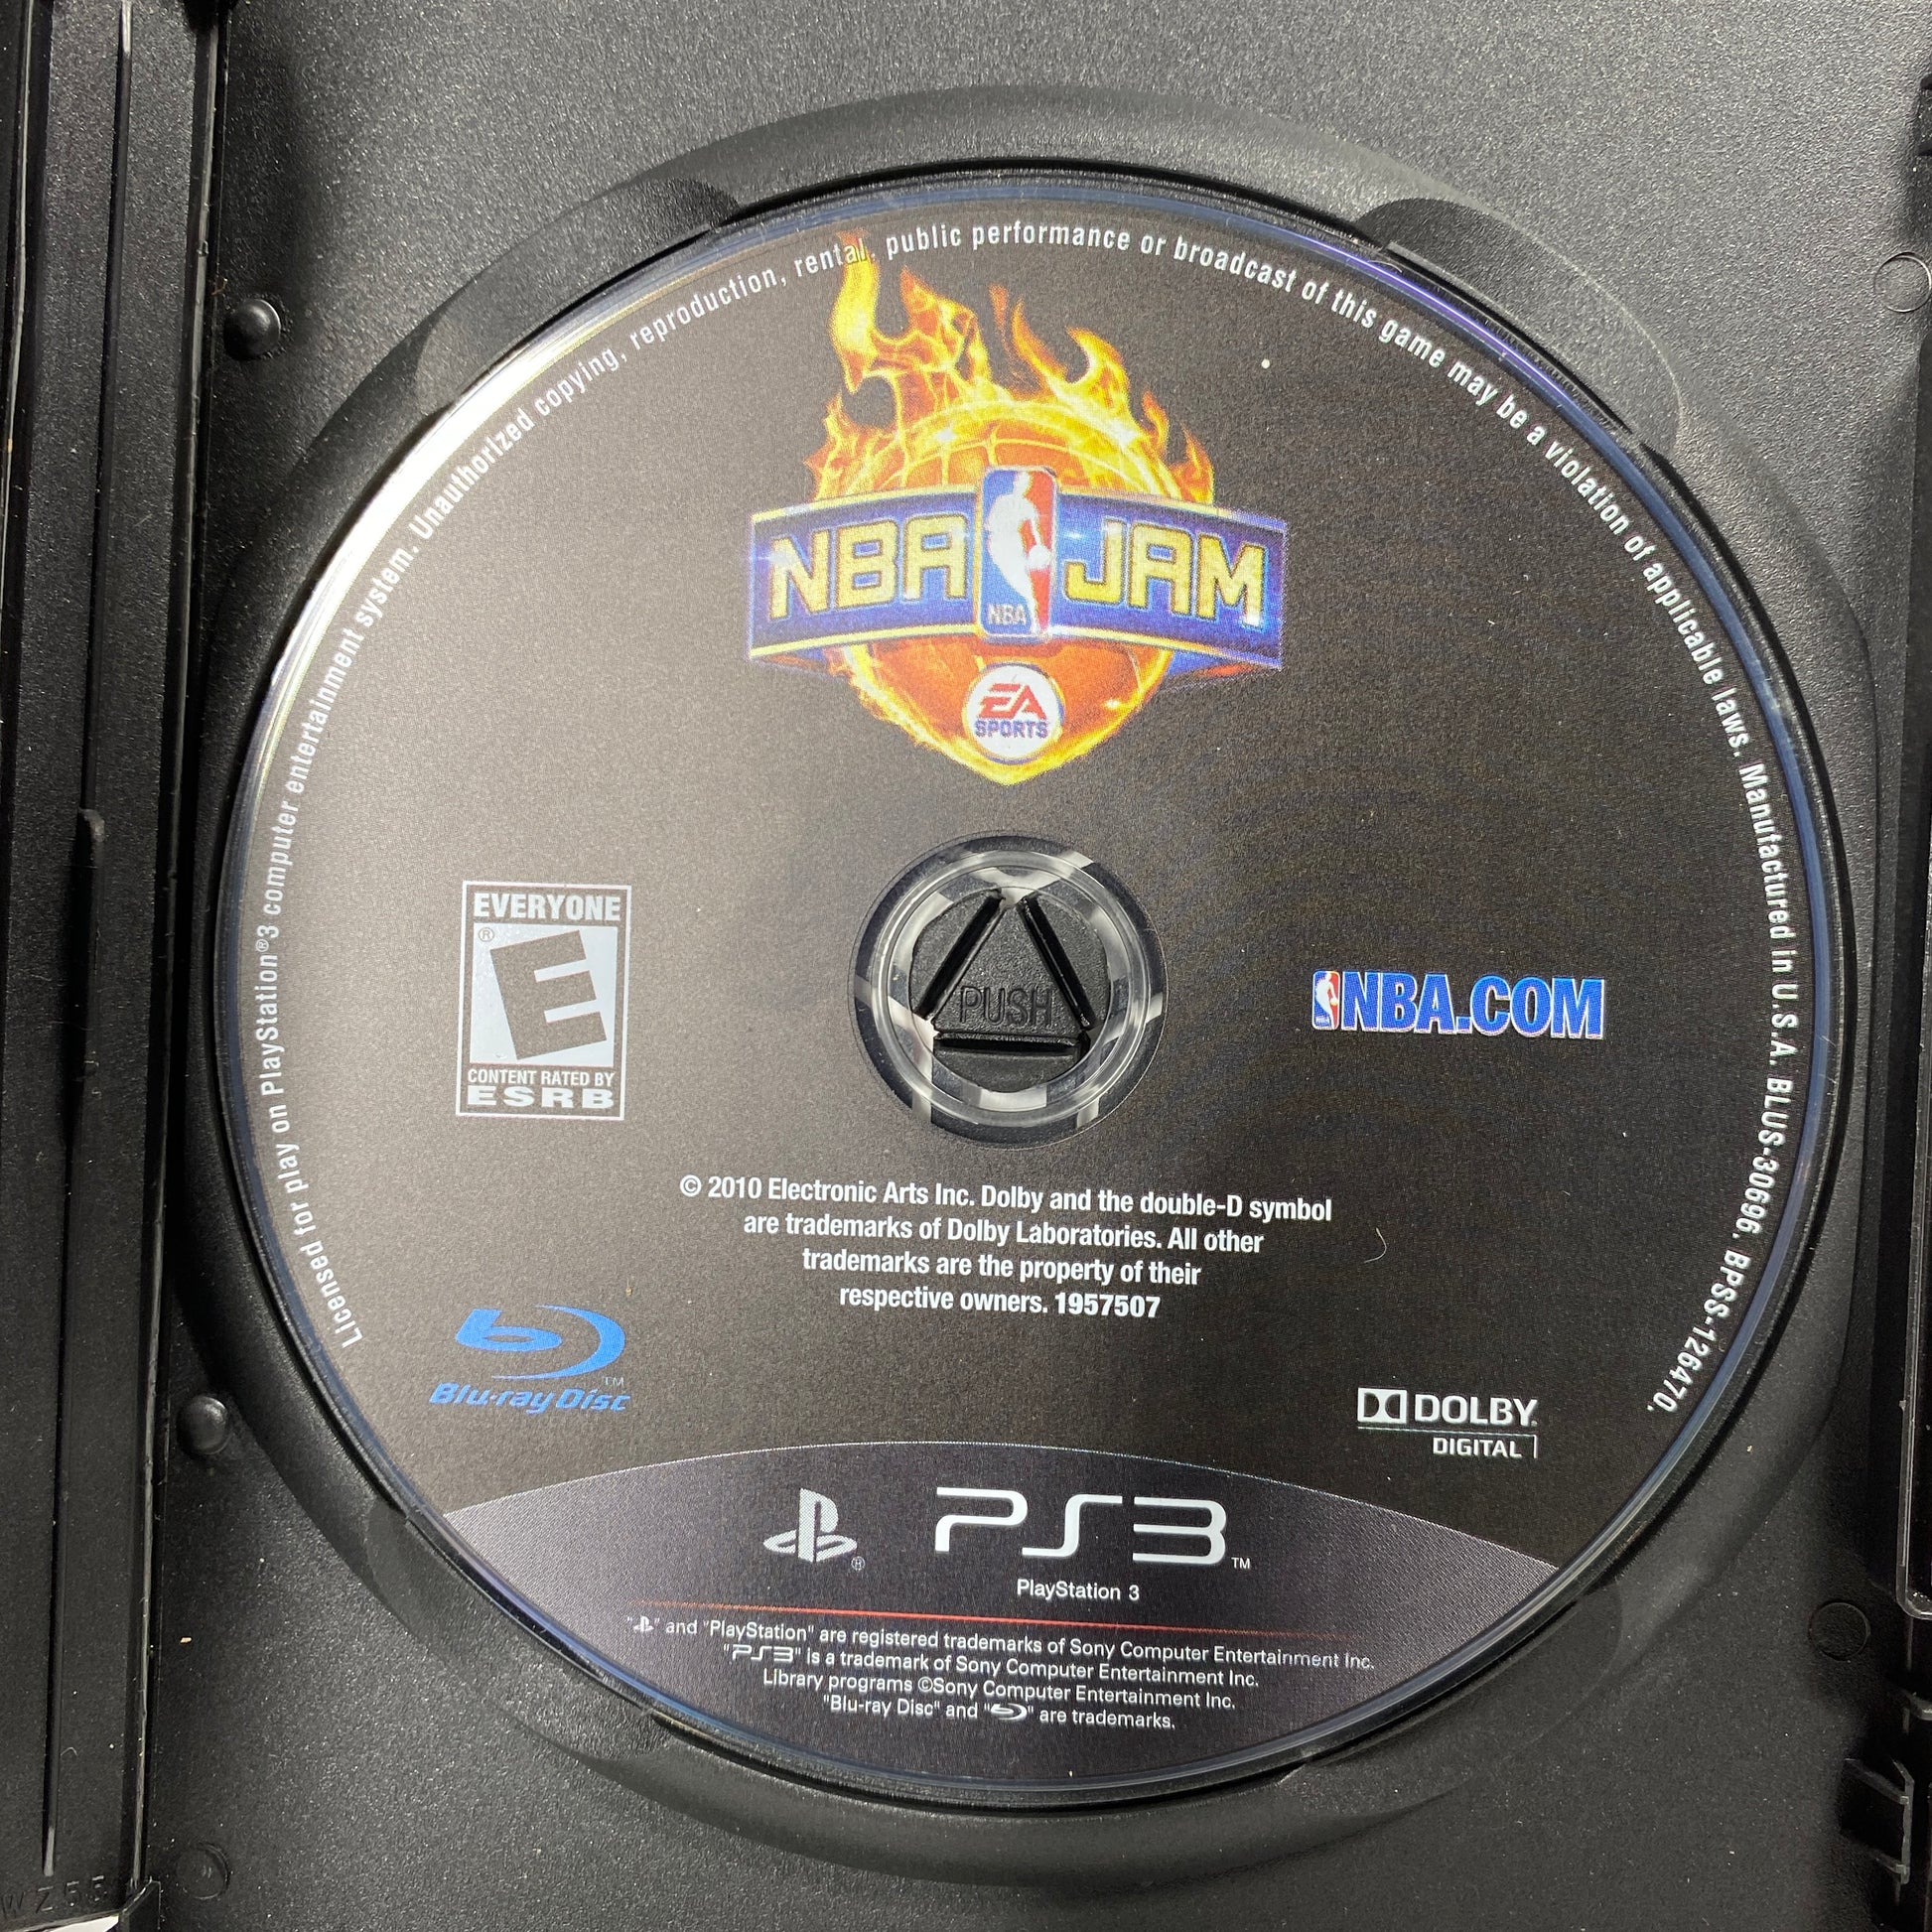 Licensed for play on PlayStation®3 computer entertainment system. Unauthorized copying, reproduction, rental, public performance or broadcast of this game may be a violation of applicable laws. Manufactured in U.S.A. BLUS-30696. BPSS-126470.
NBA JAM
NBA
EA
SPORTS
EVERYONE
®
E
CONTENT RATED BY
ESRB
PUSH
NBA.COM
© 2010 Electronic Arts Inc. Dolby and the double-D symbol
are trademarks of Dolby Laboratories. All other
trademarks are the property of their
respective owners. 1957507
Blu-ray Disc™
DOLBY
DIGITAL
® PS3™
PlayStation 3
" " and "PlayStation" are registered trademarks of Sony Computer Entertainment Inc.
"PS3" is a trademark of Sony Computer Entertainment Inc.
Library programs ©Sony Computer Entertainment Inc.
"Blu-ray Disc" and " " are trademarks.